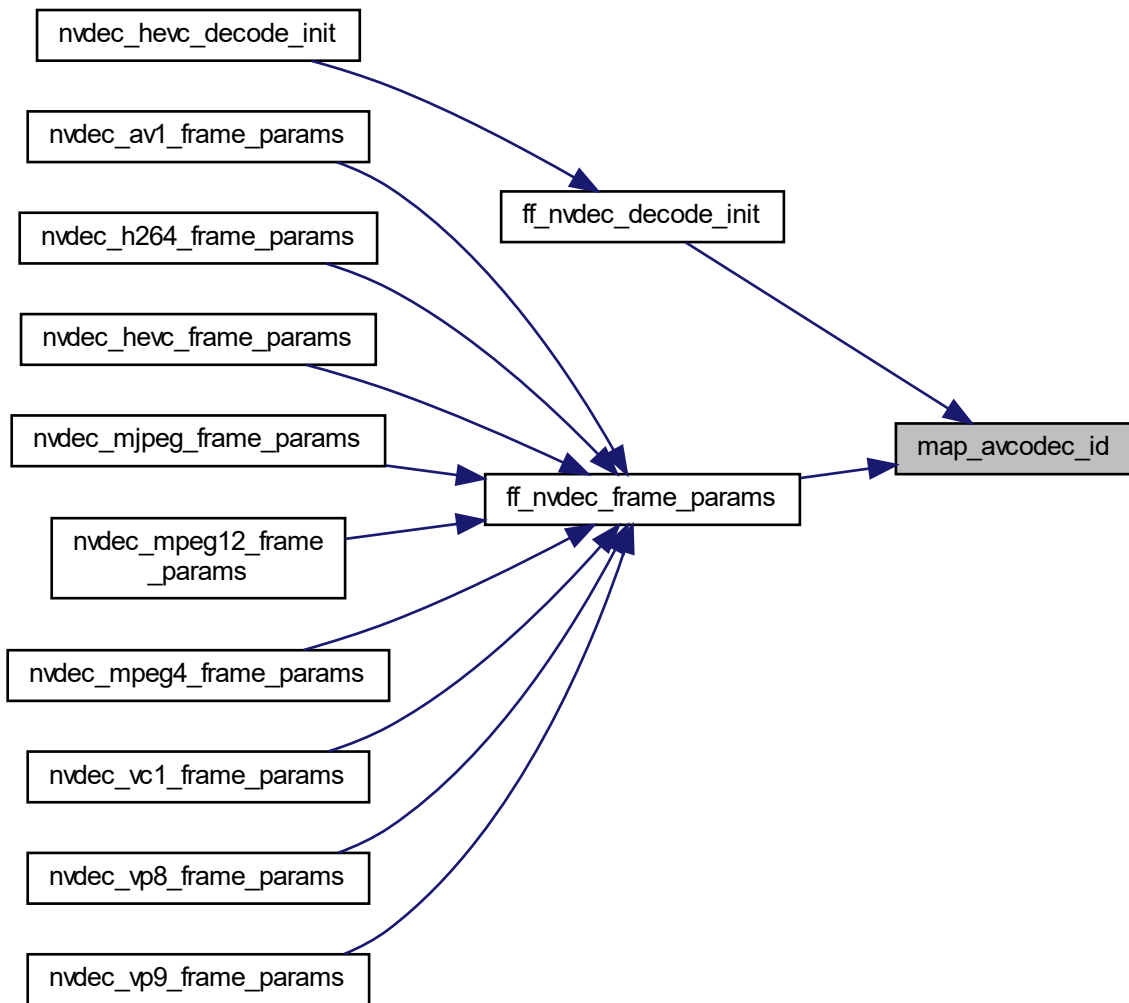 nvdec_hevc_decode_init
nvdec_av1_frame_params
ff_nvdec_decode_init
nvdec_h264_frame_params
nvdec_hevc_frame_params
nvdec_mjpeg_frame_params
map_avcodec_id
ff_nvdec_frame_params
nvdec_mpeg12_frame
_params
nvdec_mpeg4_frame_params
nvdec_vc1_frame_params
nvdec_vp8_frame_params
nvdec_vp9_frame_params